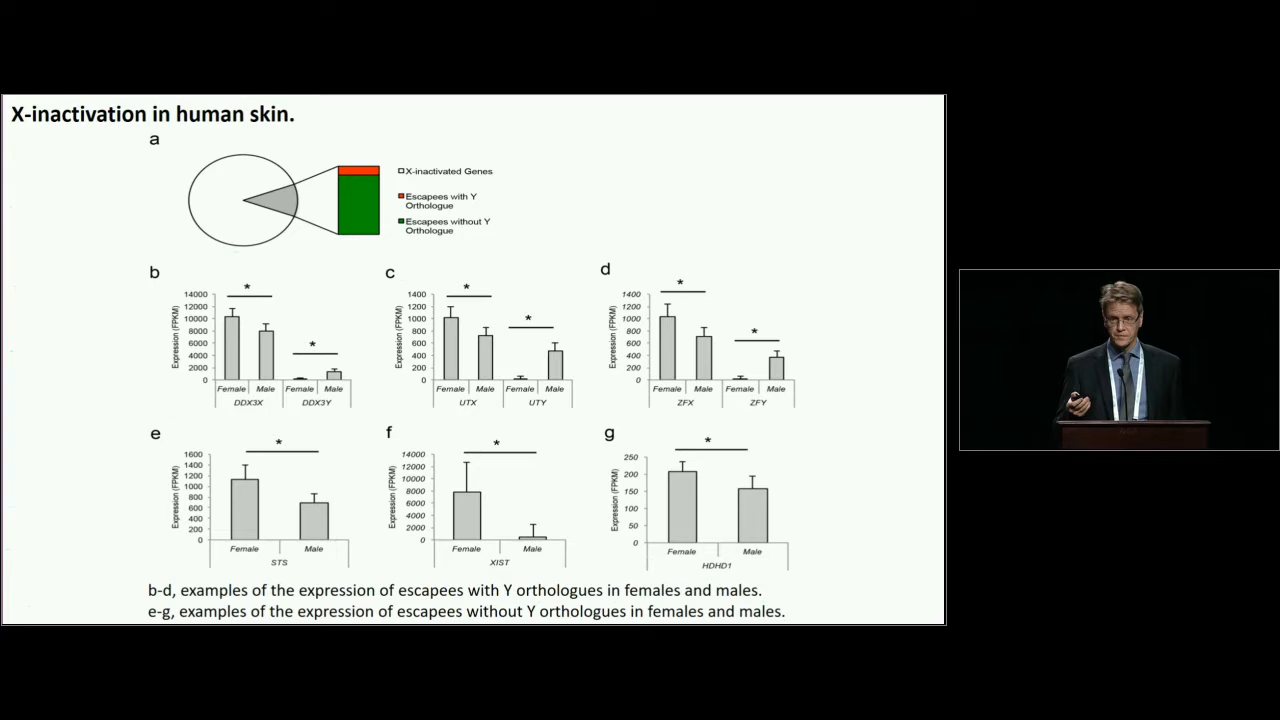 X-inactivation in human skin.
a
X-inactivated Genes
Escapees with Y
Orthologue
Escapees without Y
Orthologue
b
*
*
Expression (FPKM)
14000
12000
10000
8000
6000
4000
2000
0
Female Male Female Male
DDX3X DDX3Y
c
*
*
Expression (FPKM)
1400
1200
1000
800
600
400
200
0
Female Male Female Male
UTX UTY
d
*
*
Expression (FPKM)
1400
1200
1000
800
600
400
200
0
Female Male Female Male
ZFX ZFY
e
*
Expression (FPKM)
1600
1400
1200
1000
800
600
400
200
0
Female Male
STS
f
*
Expression (FPKM)
14000
12000
10000
8000
6000
4000
2000
0
Female Male
XIST
g
*
Expression (FPKM)
250
200
150
100
50
0
Female Male
HDHD1
b-d, examples of the expression of escapees with Y orthologues in females and males.
e-g, examples of the expression of escapees without Y orthologues in females and males.